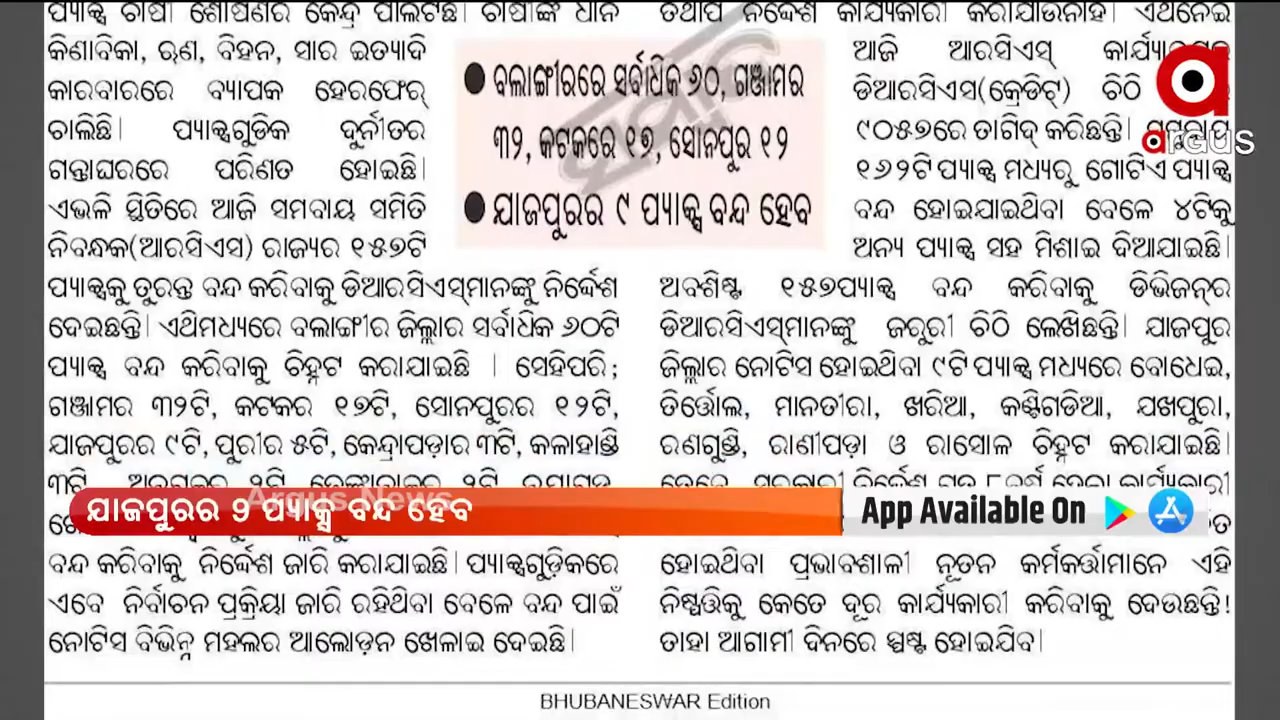 ପ୍ୟାକ୍ସ ଚାଷୀ ଶୋଷଣର କେନ୍ଦ୍ର ପାଲଟିଛି। ଚାଷୀଙ୍କ ଧାନ
କିଣାବିକା, ଋଣ, ବିହନ, ସାର ଇତ୍ୟାଦି
କାରବାରରେ ବ୍ୟାପକ ହେରଫେର୍
ଚାଲିଛି। ପ୍ୟାକ୍ସଗୁଡିକ ଦୁର୍ନୀତିର
ଗନ୍ତାଘରରେ ପରିଣତ ହୋଇଛି।
ଏଭଳି ସ୍ଥିତିରେ ଆଜି ସମବାୟ ସମିତି
ନିବନ୍ଧକ(ଆରସିଏସ) ରାଜ୍ୟର ୧୫୭ଟି
ପ୍ୟାକ୍ସକୁ ତୁରନ୍ତ ବନ୍ଦ କରିବାକୁ ଡିଆରସିଏସ୍‌ମାନଙ୍କୁ ନିର୍ଦ୍ଦେଶ
ଦେଇଛନ୍ତି। ଏଥିମଧ୍ୟରେ ବଲାଙ୍ଗୀର ଜିଲ୍ଲାର ସର୍ବାଧିକ ୬୦ଟି
ପ୍ୟାକ୍ସ ବନ୍ଦ କରିବାକୁ ଚିହ୍ନଟ କରାଯାଇଛି । ସେହିପରି;
ଗଞ୍ଜାମର ୩୨ଟି, କଟକର ୧୭ଟି, ସୋନପୁରର ୧୨ଟି,
ଯାଜପୁରର ୯ଟି, ପୁରୀର ୫ଟି, କେନ୍ଦ୍ରାପଡ଼ାର ୩ଟି, କଳାହାଣ୍ଡି
୩ଟି,
ବନ୍ଦ କରିବାକୁ ନିର୍ଦ୍ଦେଶ ଜାରି କରାଯାଇଛି। ପ୍ୟାକ୍ସଗୁଡ଼ିକରେ
ଏବେ ନିର୍ବାଚନ ପ୍ରକ୍ରିୟା ଜାରି ରହିଥିବା ବେଳେ ବନ୍ଦ ପାଇଁ
ନୋଟିସ ବିଭିନ୍ନ ମହଲର ଆଲୋଡ଼ନ ଖେଳାଇ ଦେଇଛି।
● ବଲାଙ୍ଗୀରରେ ସର୍ବାଧିକ ୬୦, ଗଞ୍ଜାମର
୩୨, କଟକରେ ୧୭, ସୋନପୁର ୧୨
● ଯାଜପୁରର ୯ ପ୍ୟାକ୍ସ ବନ୍ଦ ହେବ
ତଥାପି ନିର୍ଦ୍ଦେଶ କାର୍ଯ୍ୟକାରୀ କରାଯାଉନାହିଁ। ଏଥିନେଇ
ଆଜି ଆରସିଏସ୍
ଡିଆରସିଏସ(କ୍ରେଡିଟ୍) ଚିଠି
୯୦୫୭ରେ ତାଗିଦ୍ କରିଛନ୍ତି।
୧୬୨ଟି ପ୍ୟାକ୍ସ ମଧ୍ୟରୁ ଗୋଟିଏ ପ୍ୟାକ୍ସ
ବନ୍ଦ ହୋଇଯାଇଥିବା ବେଳେ ୪ଟିକୁ
ଅନ୍ୟ ପ୍ୟାକ୍ସ ସହ ମିଶାଇ ଦିଆଯାଇଛି।
ଅବଶିଷ୍ଟ ୧୫୭ପ୍ୟାକ୍ସ ବନ୍ଦ କରିବାକୁ ଡିଭିଜନ୍‌ର
ଡିଆରସିଏସ୍‌ମାନଙ୍କୁ ଜରୁରୀ ଚିଠି ଲେଖିଛନ୍ତି। ଯାଜପୁର
ଜିଲ୍ଲାର ନୋଟିସ ହୋଇଥିବା ୯ଟି ପ୍ୟାକ୍ସ ମଧ୍ୟରେ ବୋଧେଇ,
ତିର୍ତ୍ତୋଲ, ମାନତୀରା, ଖରିଆ, କଣ୍ଟିଗଡିଆ, ଯଖପୁରା,
ରଣଗୁଣ୍ଡି, ରାଣୀପଡ଼ା ଓ ରାସୋଳ ଚିହ୍ନଟ କରାଯାଇଛି।
ହୋଇଥିବା ପ୍ରଭାବଶାଳୀ ନୂତନ କର୍ମକର୍ତ୍ତାମାନେ ଏହି
ନିଷ୍ପତ୍ତିକୁ କେତେ ଦୂର କାର୍ଯ୍ୟକାରୀ କରିବାକୁ ଦେଉଛନ୍ତି!
ତାହା ଆଗାମୀ ଦିନରେ ସ୍ପଷ୍ଟ ହୋଇଯିବ।
a
argus
Argus News
ଯାଜପୁରର ୨ ପ୍ୟାକ୍ସ ବନ୍ଦ ହେବ
App Available On
BHUBANESWAR Edition